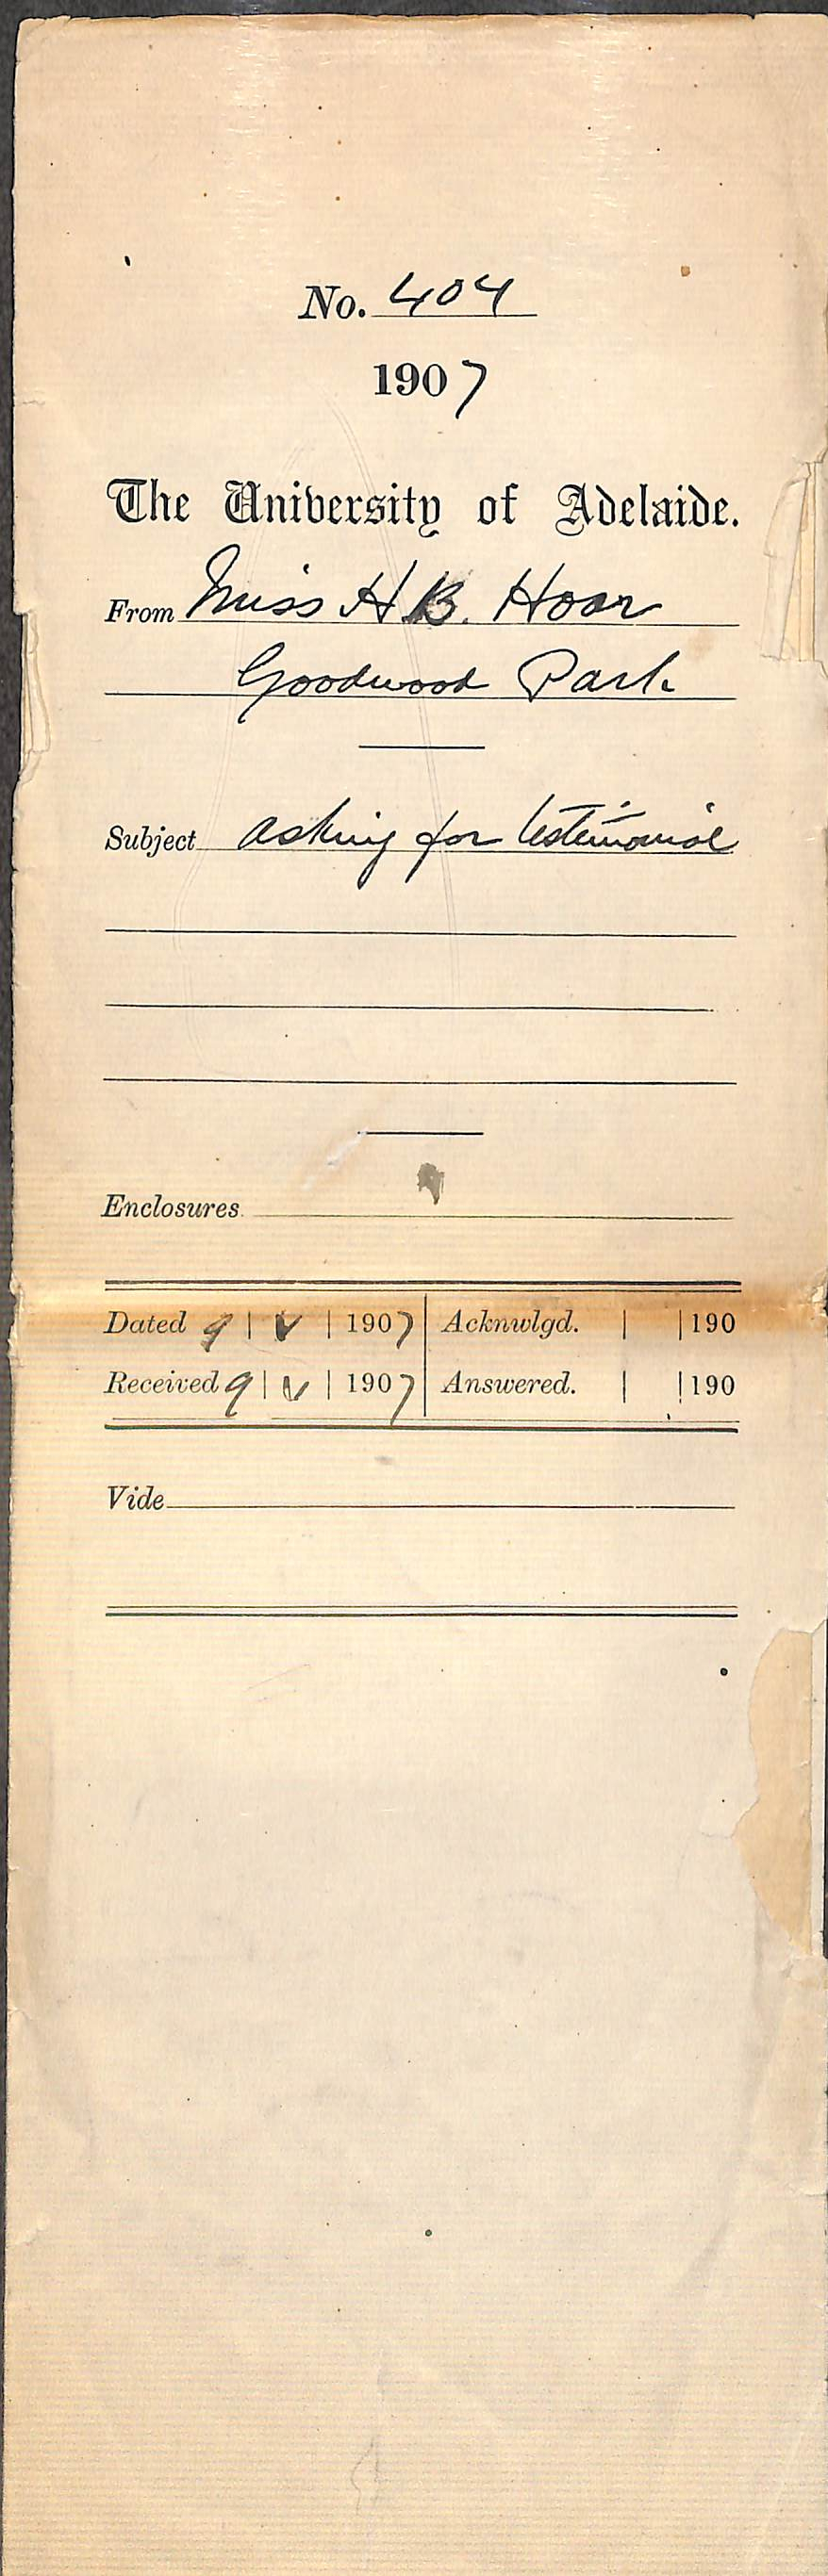 No. 404
1907
The University of Adelaide.
From Miss H B. Hoar
Goodwood Park
Subject asking for testimonial
Enclosures
Dated 9 | V | 1907 | Acknwlgd. | | 190
Received 9 | V | 1907 | Answered. | | 190
Vide